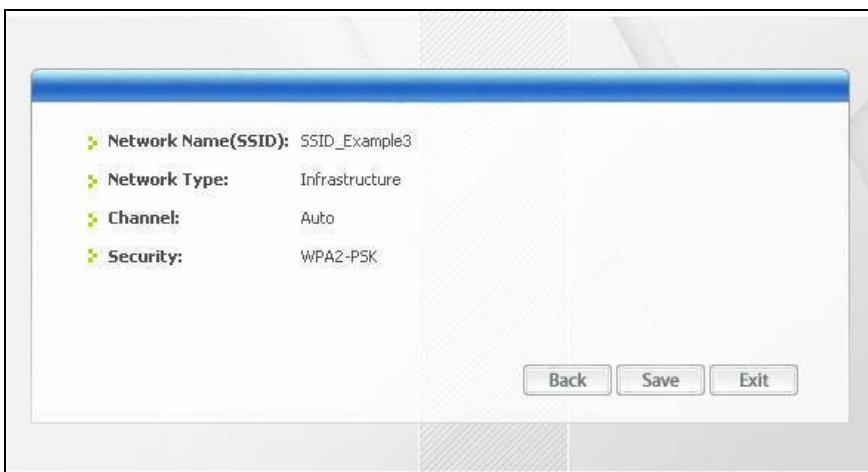 Network Name(SSID): SSID_Example3
Network Type: Infrastructure
Channel: Auto
Security: WPA2-PSK
Back Save Exit